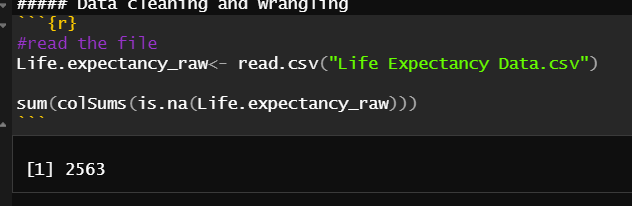 ##### Data cleaning and wrangling
```{r}
#read the file
Life.expectancy_raw<- read.csv("Life Expectancy Data.csv")
sum(colSums(is.na(Life.expectancy_raw)))
```
[1] 2563